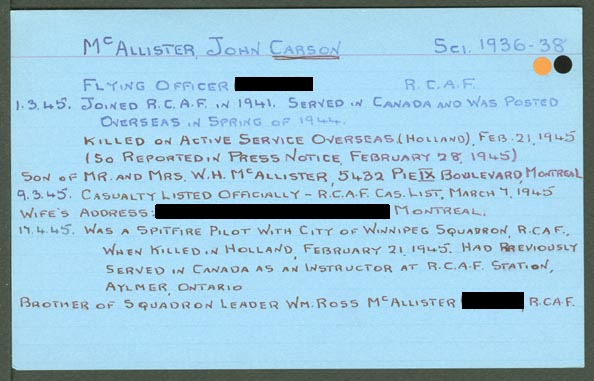 McALLISTER, JOHN CARSON SCI. 1936-38
FLYING OFFICER R.C.A.F.
1.3.45. JOINED R.C.A.F. IN 1941. SERVED IN CANADA AND WAS POSTED
OVERSEAS IN SPRING OF 1944.
KILLED ON ACTIVE SERVICE OVERSEAS, (HOLLAND), FEB. 21, 1945
(SO REPORTED IN PRESS NOTICE, FEBRUARY 28, 1945)
SON OF MR. AND MRS. W.H. McALLISTER, 5432 PIE IX BOULEVARD, MONTREAL
9.3.45. CASUALTY LISTED OFFICIALLY - R.C.A.F. CAS. LIST, MARCH 7, 1945
WIFE'S ADDRESS: MONTREAL.
17.4.45. WAS A SPITFIRE PILOT WITH CITY OF WINNIPEG SQUADRON, R.C.A.F.,
WHEN KILLED IN HOLLAND, FEBRUARY 21, 1945. HAD PREVIOUSLY
SERVED IN CANADA AS AN INSTRUCTOR AT R.C.A.F. STATION,
AYLMER, ONTARIO
BROTHER OF SQUADRON LEADER WM. ROSS McALLISTER , R.C.A.F.